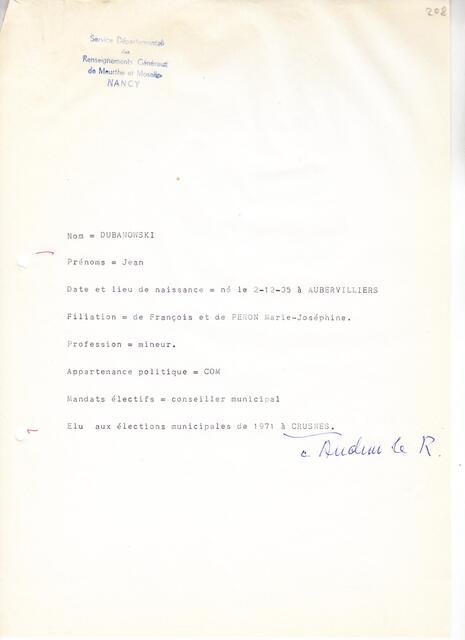 208
Service Départemental
des
Renseignements Généraux
de Meurthe et Moselle
NANCY
Nom = DUBANOWSKI
Prénoms = Jean
Date et lieu de naissance = né le 2-12-35 à AUBERVILLIERS
Filiation = de François et de PERON Marie-Joséphine.
Profession = mineur.
Appartenance politique = COM
Mandats électifs = conseiller municipal
Elu aux élections municipales de 1971 à CRUSNES.
c Audun le R.